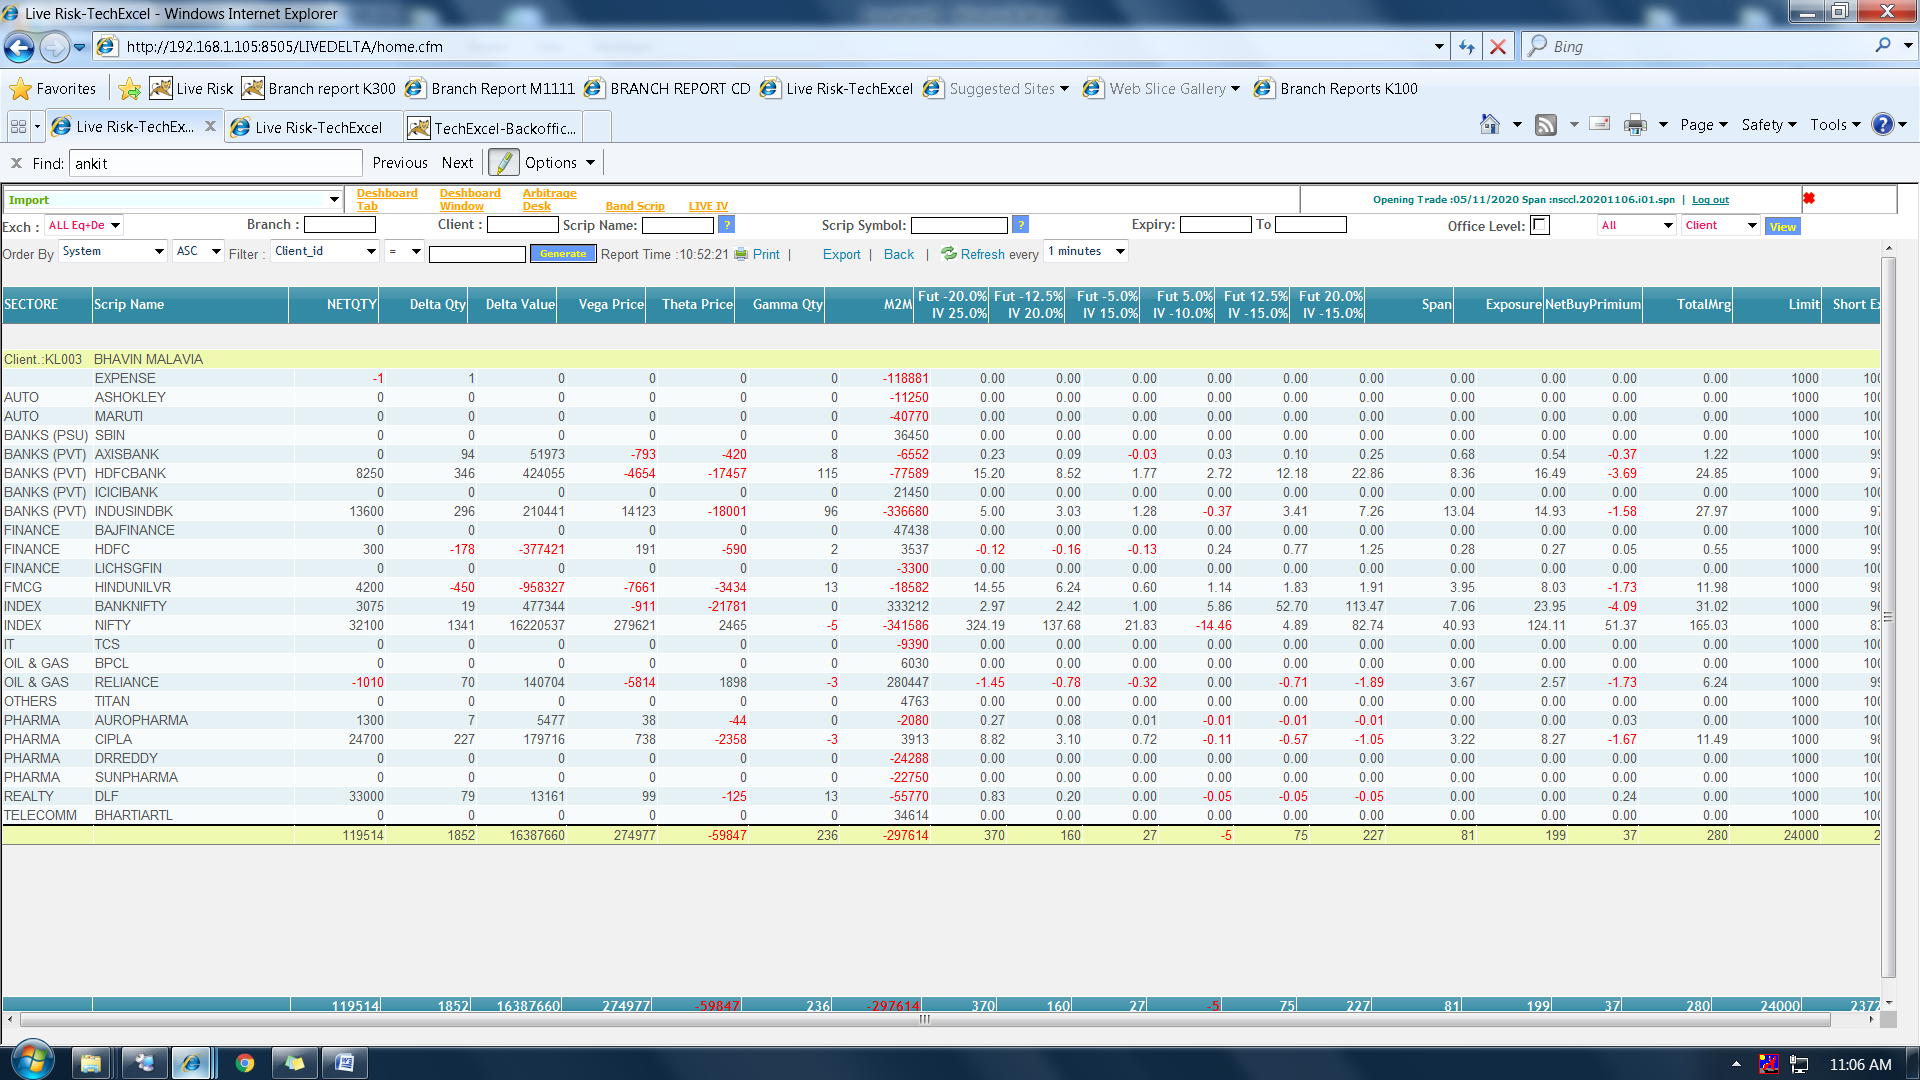 Live Risk-TechExcel - Windows Internet Explorer
http://192.168.1.105:8505/LIVEDELTA/home.cfm
Bing
Favorites Live Risk Branch report K300 Branch Report M1111 BRANCH REPORT CD Live Risk-TechExcel Suggested Sites Web Slice Gallery Branch Reports K100
Live Risk-TechEx... X Live Risk-TechExcel TechExcel-Backoffic... Page Safety Tools
x Find: ankit Previous Next Options
Import Deshboard Tab Deshboard Window Arbitrage Desk Band Scrip LIVE IV Opening Trade :05/11/2020 Span :nsccl.20201106.i01.spn | Log out
Exch : ALL Eq+De Branch : Client : Scrip Name: ? Scrip Symbol: ? Expiry: To Office Level: All Client View
Order By System ASC Filter : Client_id = Generate Report Time :10:52:21 Print | Export | Back | Refresh every 1 minutes
SECTORE Scrip Name NETQTY Delta Qty Delta Value Vega Price Theta Price Gamma Qty M2M Fut -20.0% IV 25.0% Fut -12.5% IV 20.0% Fut -5.0% IV 15.0% Fut 5.0% IV -10.0% Fut 12.5% IV -15.0% Fut 20.0% IV -15.0% Span Exposure NetBuyPrimium TotalMrg Limit Short Ex
Client.:KL003 BHAVIN MALAVIA
EXPENSE -1 1 0 0 0 0 -118881 0.00 0.00 0.00 0.00 0.00 0.00 0.00 0.00 0.00 0.00 1000 100
AUTO ASHOKLEY 0 0 0 0 0 0 -11250 0.00 0.00 0.00 0.00 0.00 0.00 0.00 0.00 0.00 0.00 1000 100
AUTO MARUTI 0 0 0 0 0 0 -40770 0.00 0.00 0.00 0.00 0.00 0.00 0.00 0.00 0.00 0.00 1000 100
BANKS (PSU) SBIN 0 0 0 0 0 0 36450 0.00 0.00 0.00 0.00 0.00 0.00 0.00 0.00 0.00 0.00 1000 100
BANKS (PVT) AXISBANK 0 94 51973 -793 -420 8 -6552 0.23 0.09 -0.03 0.03 0.10 0.25 0.68 0.54 -0.37 1.22 1000 99
BANKS (PVT) HDFCBANK 8250 346 424055 -4654 -17457 115 -77589 15.20 8.52 1.77 2.72 12.18 22.86 8.36 16.49 -3.69 24.85 1000 97
BANKS (PVT) ICICIBANK 0 0 0 0 0 0 21450 0.00 0.00 0.00 0.00 0.00 0.00 0.00 0.00 0.00 0.00 1000 100
BANKS (PVT) INDUSINDBK 13600 296 210441 14123 -18001 96 -336680 5.00 3.03 1.28 -0.37 3.41 7.26 13.04 14.93 -1.58 27.97 1000 97
FINANCE BAJFINANCE 0 0 0 0 0 0 47438 0.00 0.00 0.00 0.00 0.00 0.00 0.00 0.00 0.00 0.00 1000 100
FINANCE HDFC 300 -178 -377421 191 -590 2 3537 -0.12 -0.16 -0.13 0.24 0.77 1.25 0.28 0.27 0.05 0.55 1000 99
FINANCE LICHSGFIN 0 0 0 0 0 0 -3300 0.00 0.00 0.00 0.00 0.00 0.00 0.00 0.00 0.00 0.00 1000 100
FMCG HINDUNILVR 4200 -450 -958327 -7661 -3434 13 -18582 14.55 6.24 0.60 1.14 1.83 1.91 3.95 8.03 -1.73 11.98 1000 98
INDEX BANKNIFTY 3075 19 477344 -911 -21781 0 333212 2.97 2.42 1.00 5.86 52.70 113.47 7.06 23.95 -4.09 31.02 1000 96
INDEX NIFTY 32100 1341 16220537 279621 2465 -5 -341586 324.19 137.68 21.83 -14.46 4.89 82.74 40.93 124.11 51.37 165.03 1000 83
IT TCS 0 0 0 0 0 0 -9390 0.00 0.00 0.00 0.00 0.00 0.00 0.00 0.00 0.00 0.00 1000 100
OIL & GAS BPCL 0 0 0 0 0 0 6030 0.00 0.00 0.00 0.00 0.00 0.00 0.00 0.00 0.00 0.00 1000 100
OIL & GAS RELIANCE -1010 70 140704 -5814 1898 -3 280447 -1.45 -0.78 -0.32 0.00 -0.71 -1.89 3.67 2.57 -1.73 6.24 1000 99
OTHERS TITAN 0 0 0 0 0 0 4763 0.00 0.00 0.00 0.00 0.00 0.00 0.00 0.00 0.00 0.00 1000 100
PHARMA AUROPHARMA 1300 7 5477 38 -44 0 -2080 0.27 0.08 0.01 -0.01 -0.01 -0.01 0.00 0.00 0.03 0.00 1000 100
PHARMA CIPLA 24700 227 179716 738 -2358 -3 3913 8.82 3.10 0.72 -0.11 -0.57 -1.05 3.22 8.27 -1.67 11.49 1000 98
PHARMA DRREDDY 0 0 0 0 0 0 -24288 0.00 0.00 0.00 0.00 0.00 0.00 0.00 0.00 0.00 0.00 1000 100
PHARMA SUNPHARMA 0 0 0 0 0 0 -22750 0.00 0.00 0.00 0.00 0.00 0.00 0.00 0.00 0.00 0.00 1000 100
REALTY DLF 33000 79 13161 99 -125 13 -55770 0.83 0.20 0.00 -0.05 -0.05 -0.05 0.00 0.00 0.24 0.00 1000 100
TELECOMM BHARTIARTL 0 0 0 0 0 0 34614 0.00 0.00 0.00 0.00 0.00 0.00 0.00 0.00 0.00 0.00 1000 100
119514 1852 16387660 274977 -59847 236 -297614 370 160 27 -5 75 227 81 199 37 280 24000 2
119514 1852 16387660 274977 -59847 236 -297614 370 160 27 -5 75 227 81 199 37 280 24000 2377
11:06 AM